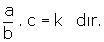 a/b . c = k dır.